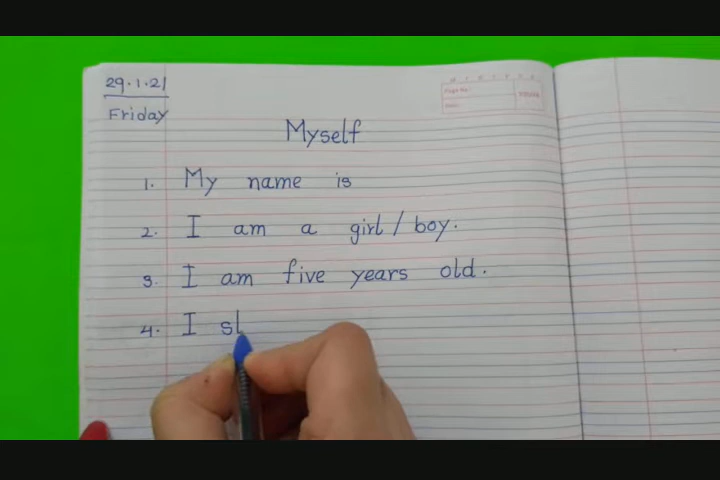 29.1.21
Friday
Myself
1. My name is
2. I am a girl/boy.
3. I am five years old.
4. I sl